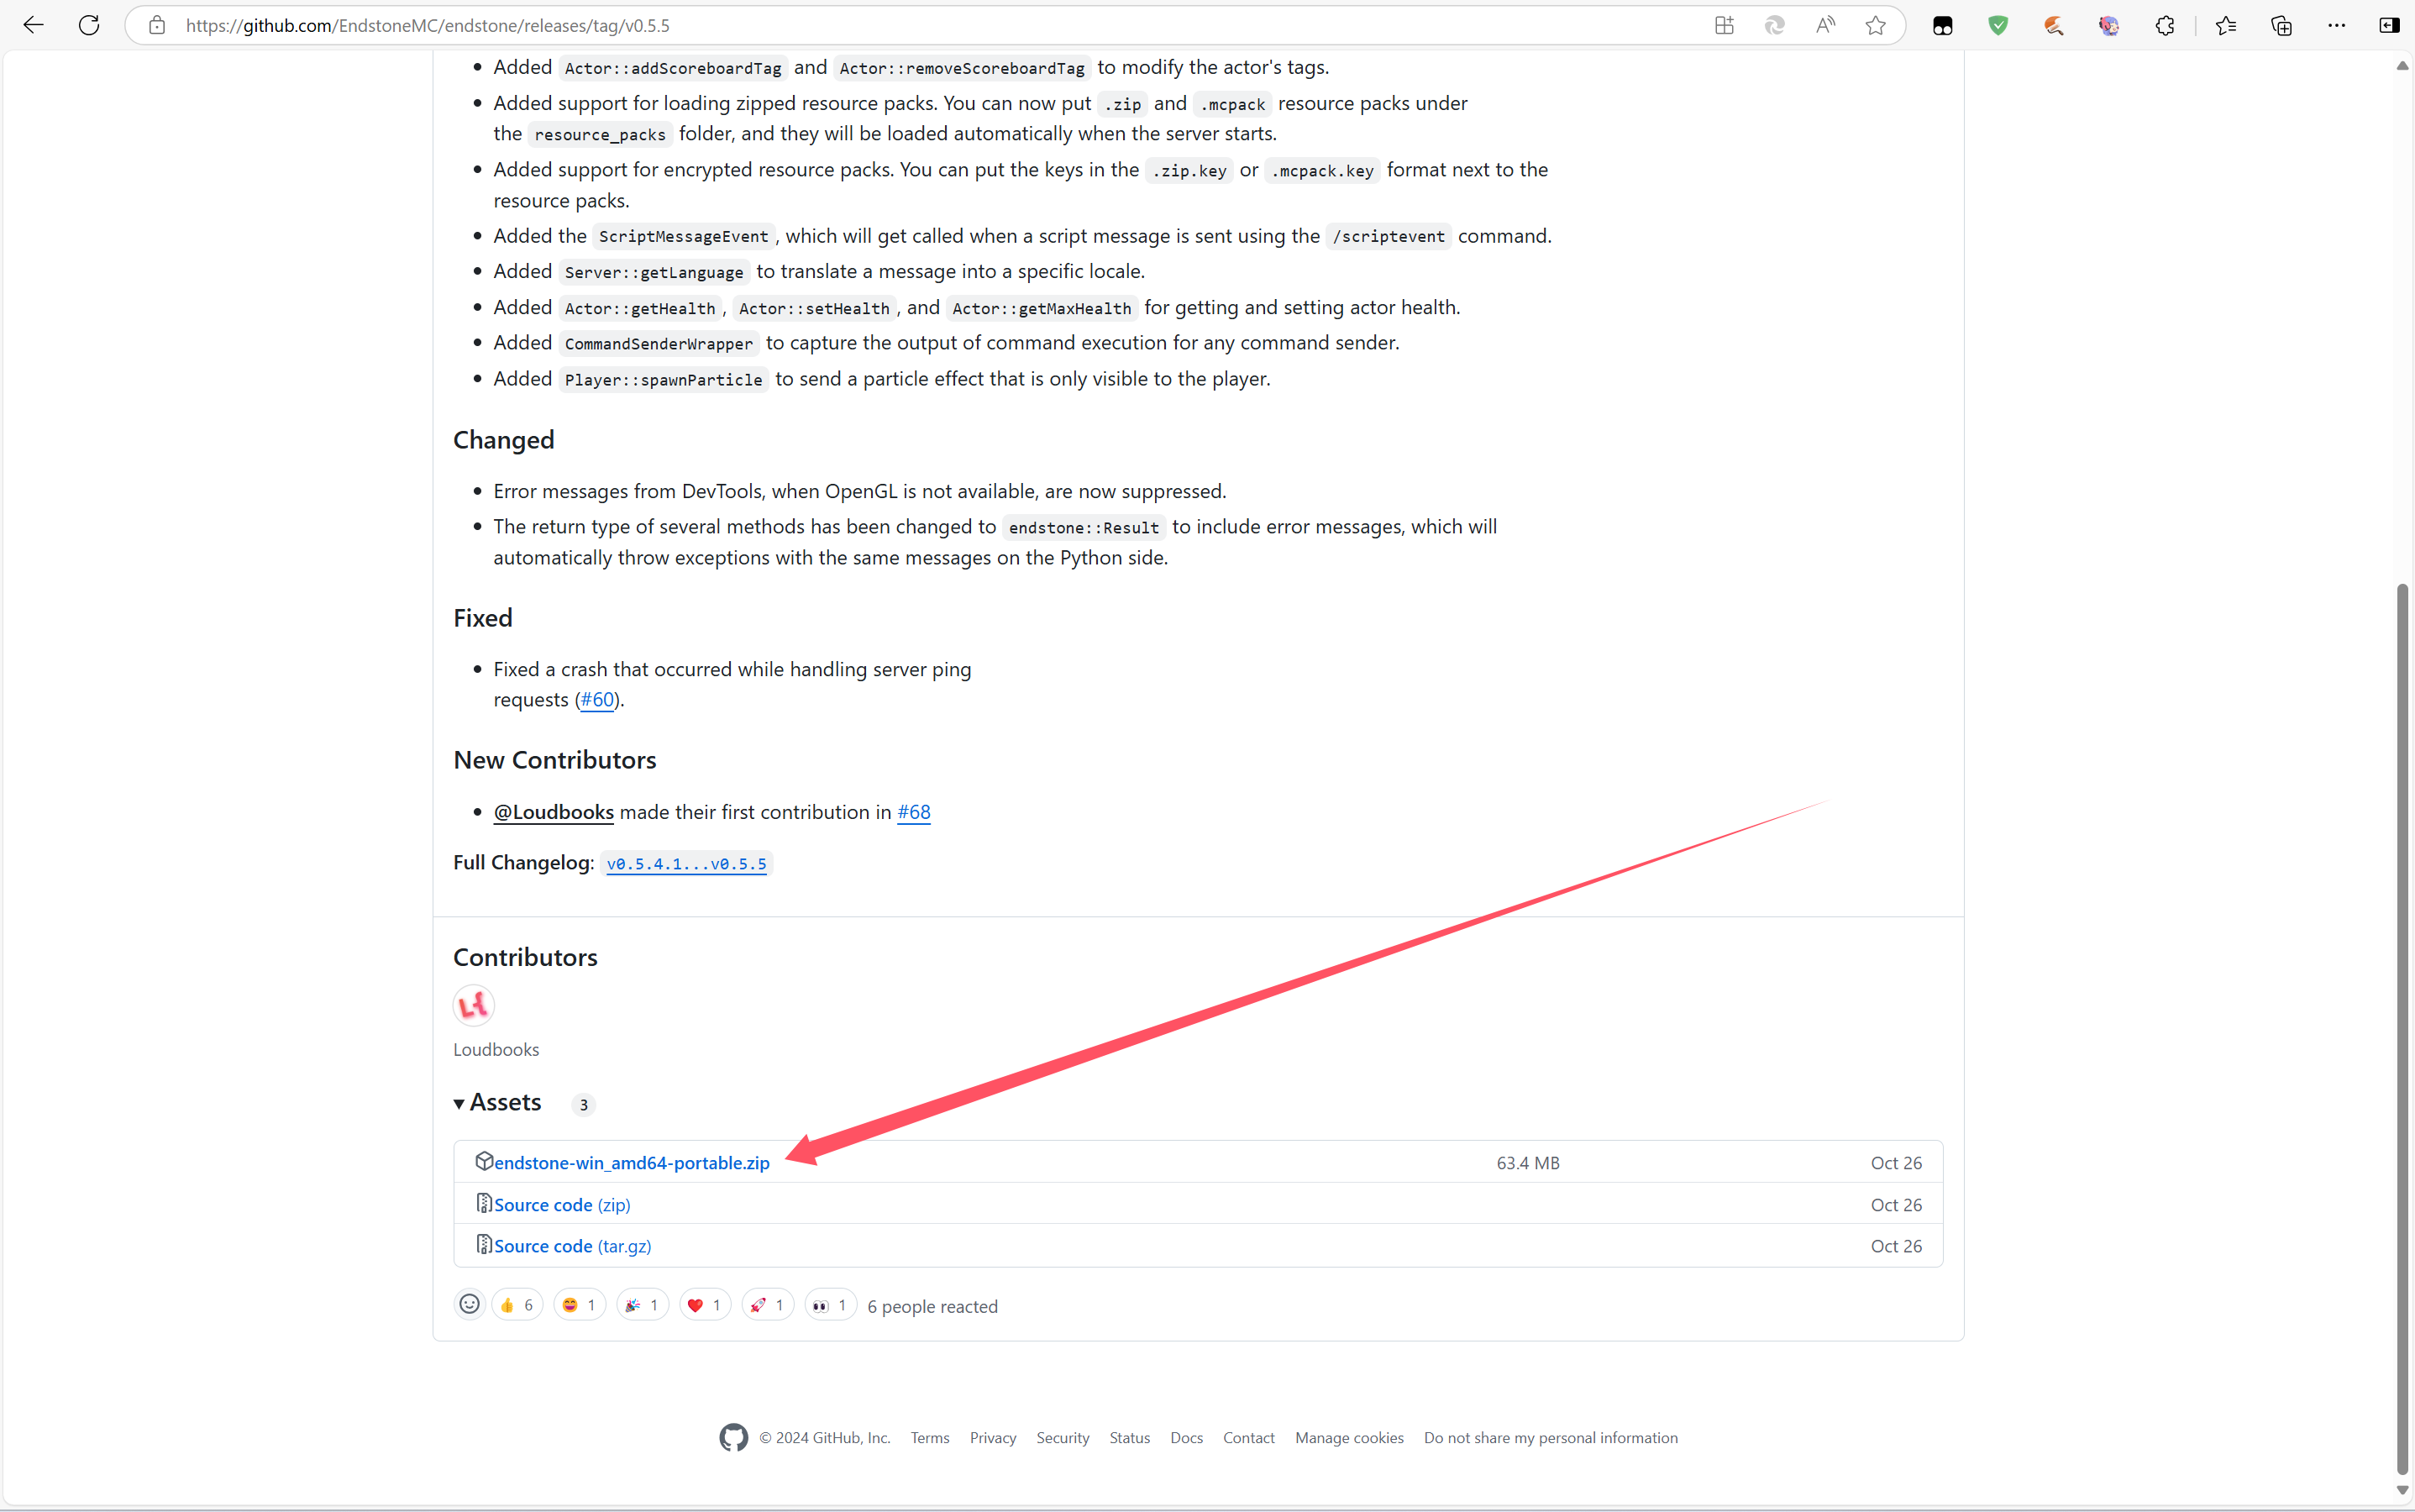 https://github.com/EndstoneMC/endstone/releases/tag/v0.5.5
Added Actor::addScoreboardTag and Actor::removeScoreboardTag to modify the actor's tags.
Added support for loading zipped resource packs. You can now put .zip and .mcpack resource packs under
the resource_packs folder, and they will be loaded automatically when the server starts.
Added support for encrypted resource packs. You can put the keys in the .zip.key or .mcpack.key format next to the
resource packs.
Added the ScriptMessageEvent, which will get called when a script message is sent using the /scriptevent command.
Added Server::getLanguage to translate a message into a specific locale.
Added Actor::getHealth, Actor::setHealth, and Actor::getMaxHealth for getting and setting actor health.
Added CommandSenderWrapper to capture the output of command execution for any command sender.
Added Player::spawnParticle to send a particle effect that is only visible to the player.
Changed
Error messages from DevTools, when OpenGL is not available, are now suppressed.
The return type of several methods has been changed to endstone::Result to include error messages, which will
automatically throw exceptions with the same messages on the Python side.
Fixed
Fixed a crash that occurred while handling server ping
requests (#60).
New Contributors
@Loudbooks made their first contribution in #68
Full Changelog: v0.5.4.1...v0.5.5
Contributors
Loudbooks
Assets 3
endstone-win_amd64-portable.zip 63.4 MB Oct 26
Source code (zip) Oct 26
Source code (tar.gz) Oct 26
👍 6 😄 1 🎉 1 ❤️ 1 🚀 1 👀 1 6 people reacted
© 2024 GitHub, Inc. Terms Privacy Security Status Docs Contact Manage cookies Do not share my personal information